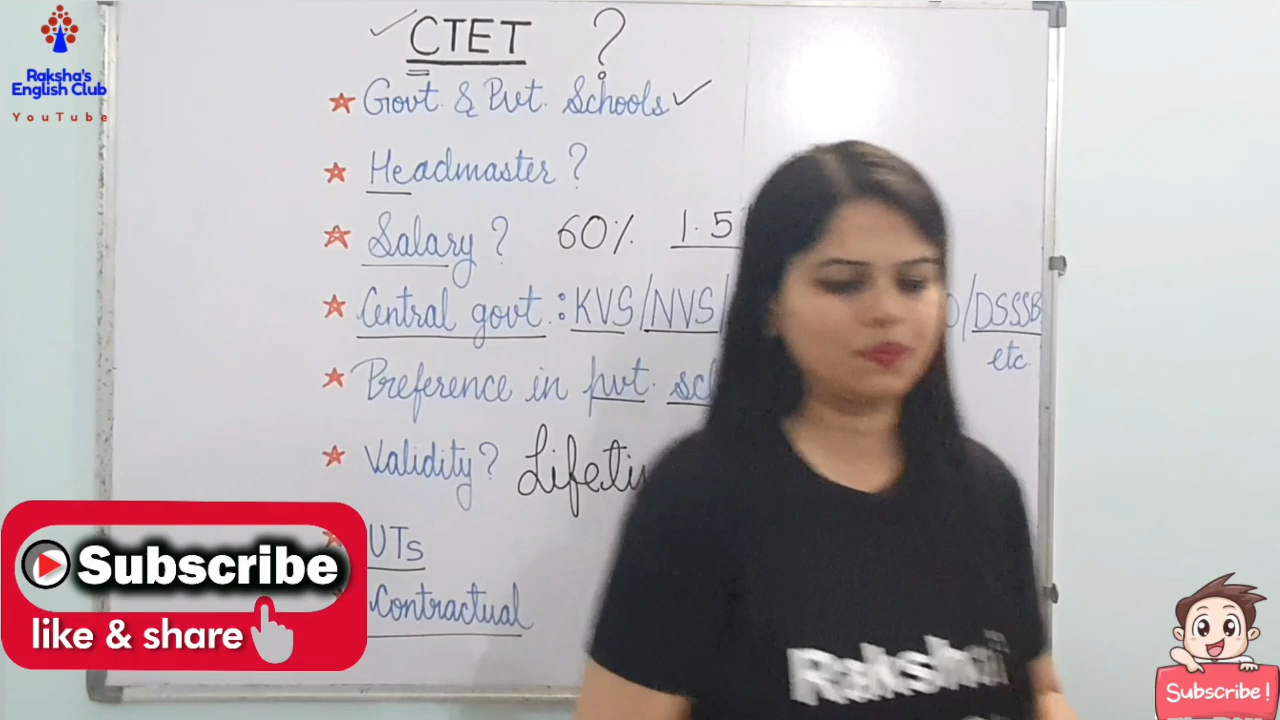 Raksha's
English Club
YouTube
CTET ?
Govt. & Pvt. Schools
Headmaster ?
Salary ? 60% 1.5
Central govt. : KVS/NVS/ /DSSSB
etc.
Preference in pvt.
Validity?
UTs
Contractual
Subscribe
like & share
Subscribe!